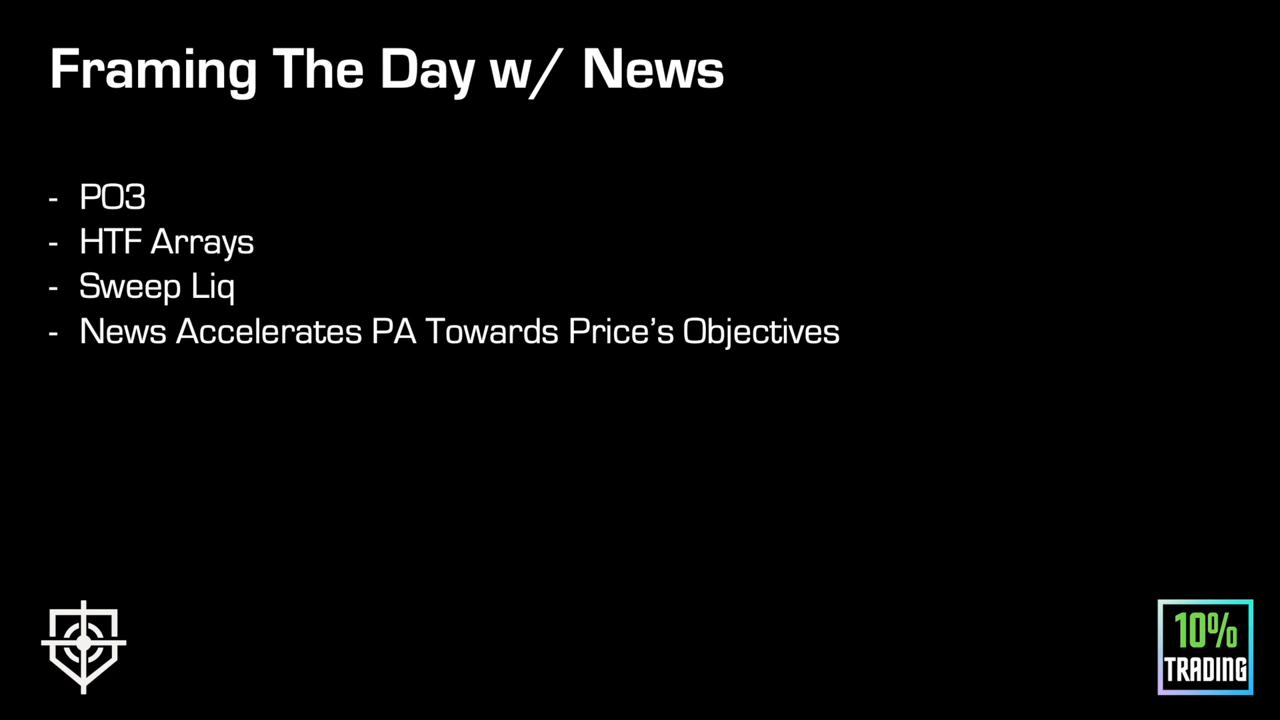 Framing The Day w/ News
- PO3
- HTF Arrays
- Sweep Liq
- News Accelerates PA Towards Price's Objectives
10%
TRADING